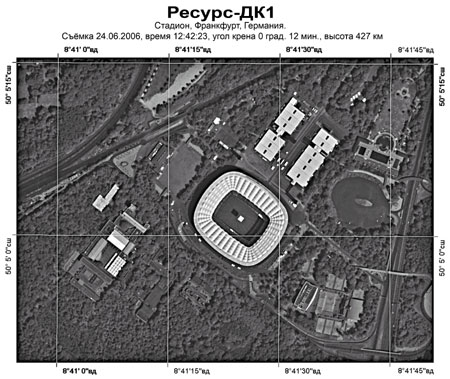 Ресурс-ДК1
Стадион, Франкфурт, Германия.
Съёмка 24.06.2006, время 12:42:23, угол крена 0 град. 12 мин., высота 427 км
8°41' 0"вд 8°41'15"вд 8°41'30"вд 8°41'45"вд
50° 5'15"сш 50° 5'15"сш
50° 5' 0"сш 50° 5' 0"сш
8°41' 0"вд 8°41'15"вд 8°41'30"вд 8°41'45"вд